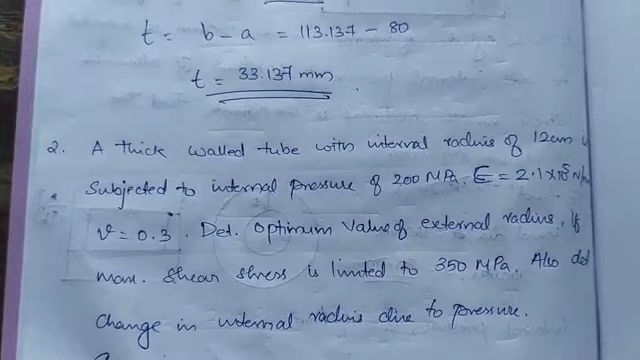 t = b - a = 113.137 - 80
t = 33.137 mm
2. A thick walled tube with internal radius of 12cm is
Subjected to internal pressure of 200 MPa. E = 2.1×10⁵ N/m
ν = 0.3. Det. optimum value of external radius, if
max. shear stress is limited to 350 MPa. Also det
change in internal radius due to pressure.